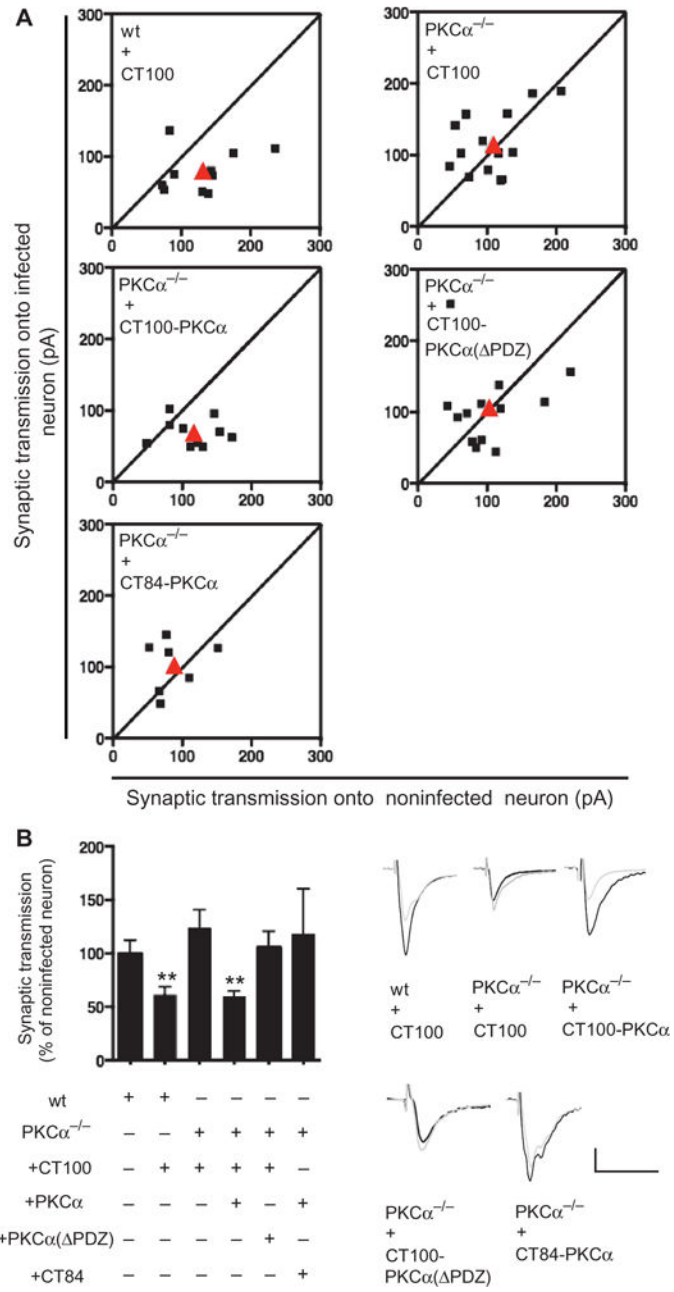 A
Synaptic transmission onto infected
neuron (pA)
wt
+
CT100
300
200
100
0
0 100 200 300
PKCα−/−
+
CT100
300
200
100
0
0 100 200 300
PKCα−/−
+
CT100-PKCα
300
200
100
0
0 100 200 300
PKCα−/−
+
CT100-
PKCα(ΔPDZ)
300
200
100
0
0 100 200 300
PKCα−/−
+
CT84-PKCα
300
200
100
0
0 100 200 300
Synaptic transmission onto noninfected neuron (pA)
B
Synaptic transmission
(% of noninfected neuron)
200
150
100
50
0
** **
wt + + – – – –
PKCα−/− – – + + + +
+CT100 – + + + + –
+PKCα – – – + – +
+PKCα(ΔPDZ) – – – – + –
+CT84 – – – – – +
wt
+
CT100
PKCα−/−
+
CT100
PKCα−/−
+
CT100-PKCα
PKCα−/−
+
CT100-
PKCα(ΔPDZ)
PKCα−/−
+
CT84-PKCα